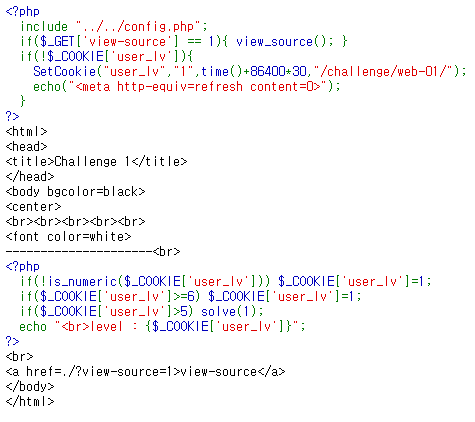 <?php
  include "../../config.php";
  if($_GET['view-source'] == 1){ view_source(); }
  if(!$_COOKIE['user_lv']){
    SetCookie("user_lv","1",time()+86400*30,"/challenge/web-01/");
    echo("<meta http-equiv=refresh content=0>");
  }
?>
<html>
<head>
<title>Challenge 1</title>
</head>
<body bgcolor=black>
<center>
<br><br><br><br><br>
<font color=white>
---------------------<br>
<?php
  if(!is_numeric($_COOKIE['user_lv'])) $_COOKIE['user_lv']=1;
  if($_COOKIE['user_lv']>=6) $_COOKIE['user_lv']=1;
  if($_COOKIE['user_lv']>5) solve(1);
  echo "<br>level : {$_COOKIE['user_lv']}";
?>
<br>
<a href=./?view-source=1>view-source</a>
</body>
</html>